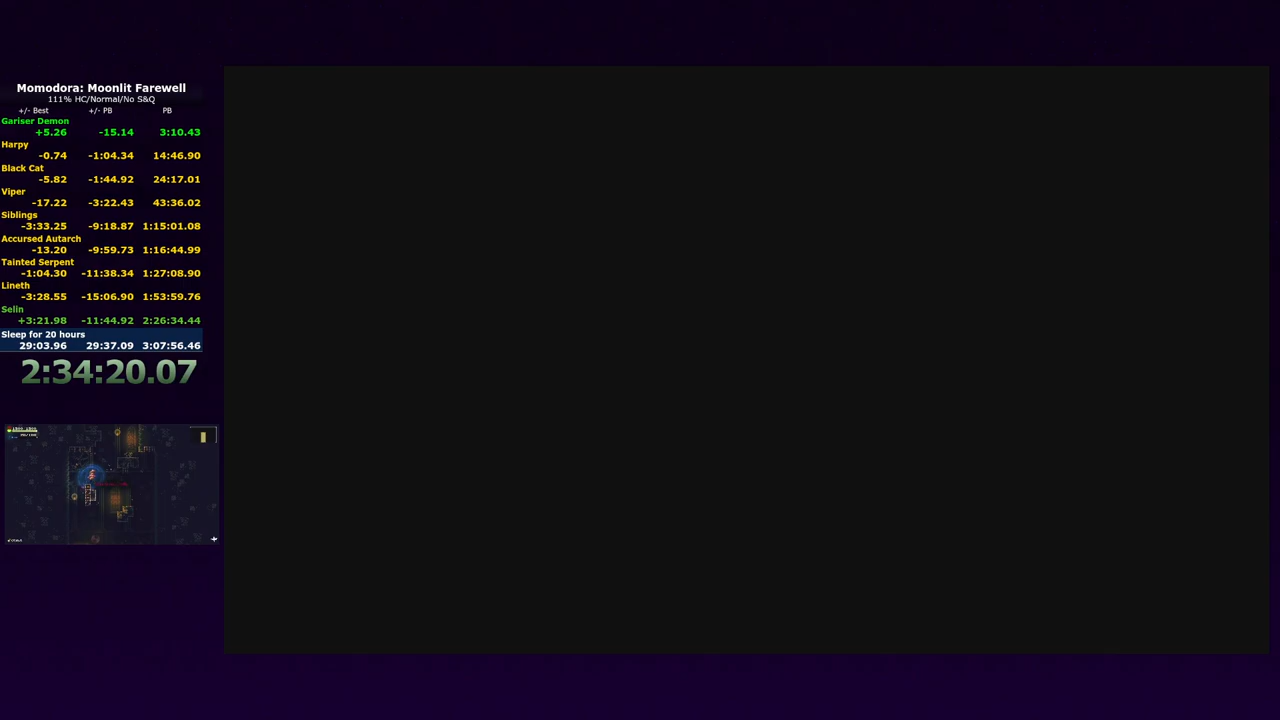 Momodora: Moonlit Farewell
111% HC/Normal/No S&Q
+/- Best +/- PB PB
Gariser Demon
+5.26 -15.14 3:10.43
Harpy
-0.74 -1:04.34 14:46.90
Black Cat
-5.82 -1:44.92 24:17.01
Viper
-17.22 -3:22.43 43:36.02
Siblings
-3:33.25 -9:18.87 1:15:01.08
Accursed Autarch
-13.20 -9:59.73 1:16:44.99
Tainted Serpent
-1:04.30 -11:38.34 1:27:08.90
Lineth
-3:28.55 -15:06.90 1:53:59.76
Selin
+3:21.98 -11:44.92 2:26:34.44
Sleep for 20 hours
29:03.96 29:37.09 3:07:56.46
2:34:20.07